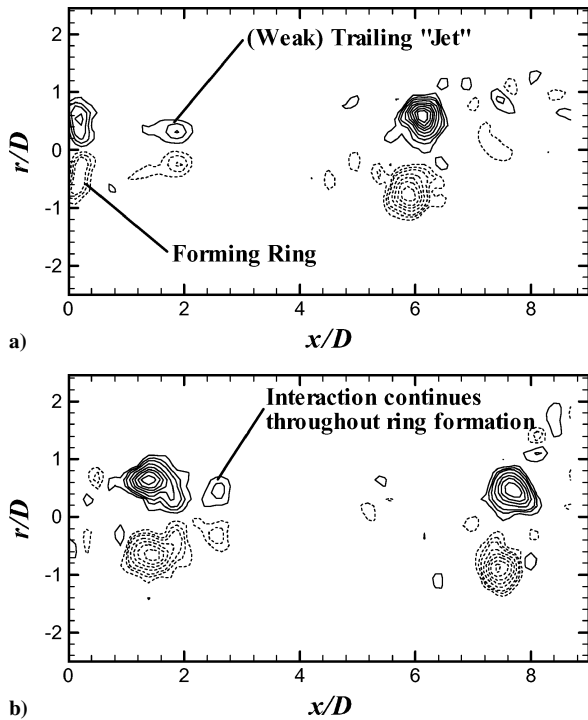 (Weak) Trailing "Jet"
2
1
r/D
0
-1
Forming Ring
-2
0
2
4
6
8
a)
x/D
2
Interaction continues
throughout ring formation
1
r/D
0
-1
-2
0
2
4
6
8
b)
x/D